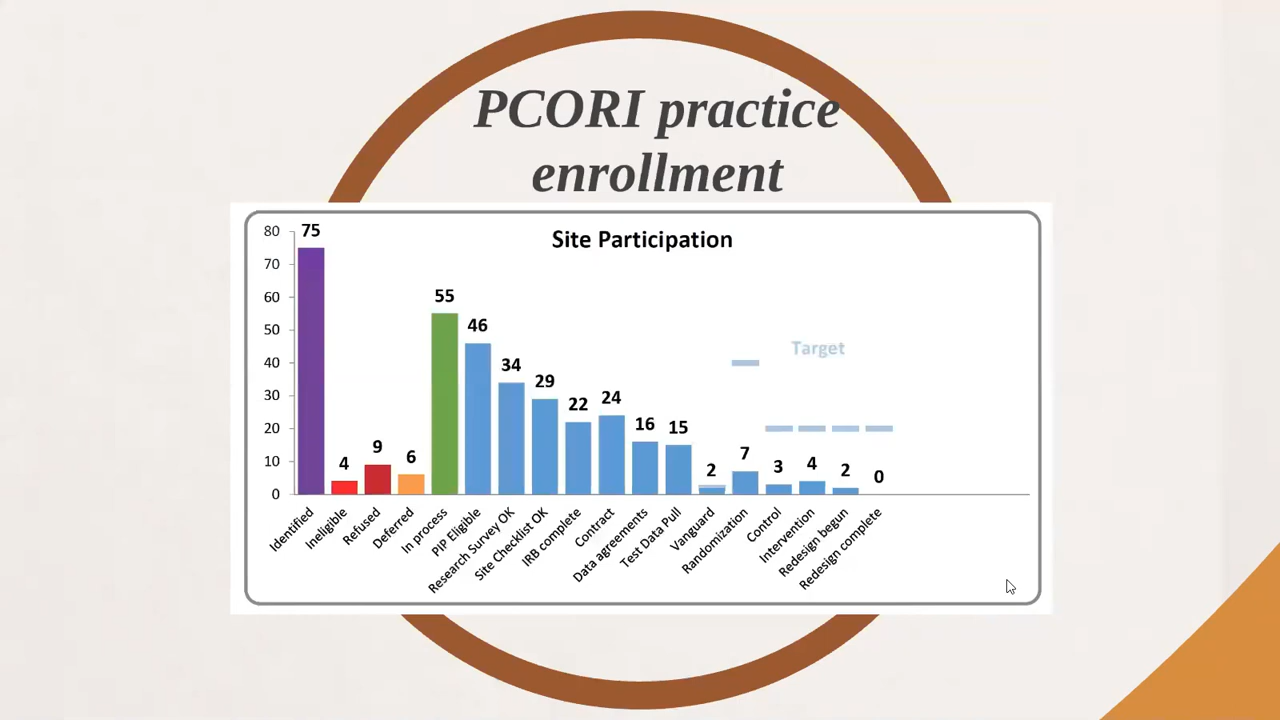 PCORI practice
enrollment
Site Participation
80
70
60
50
40
30
20
10
0
75
4
9
6
55
46
34
29
22
24
16
15
2
7
3
4
2
0
Target
Identified
Ineligible
Refused
Deferred
In process
PIP Eligible
Research Survey OK
Site Checklist OK
IRB complete
Contract
Data agreements
Test Data Pull
Vanguard
Randomization
Control
Intervention
Redesign begun
Redesign complete